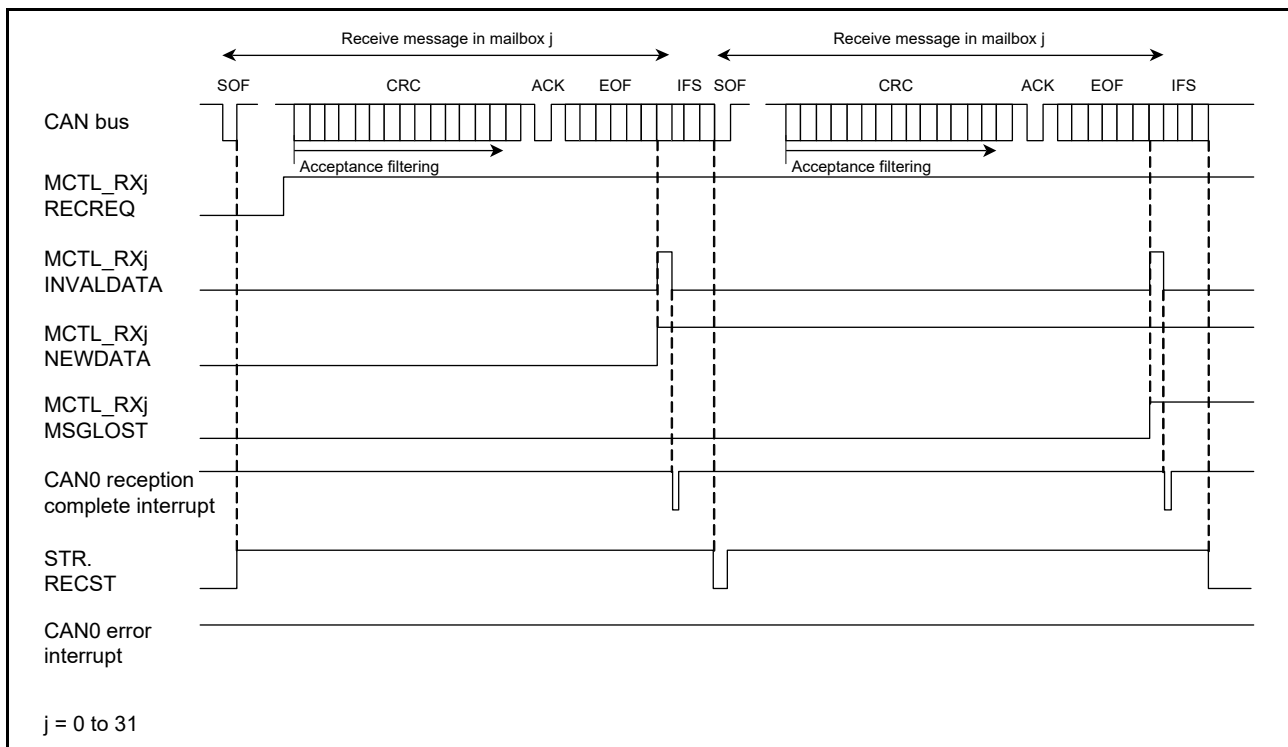 Receive message in mailbox j Receive message in mailbox j
SOF CRC ACK EOF IFS SOF CRC ACK EOF IFS
CAN bus
Acceptance filtering Acceptance filtering
MCTL_RXj
RECREQ
MCTL_RXj
INVALDATA
MCTL_RXj
NEWDATA
MCTL_RXj
MSGLOST
CAN0 reception
complete interrupt
STR.
RECST
CAN0 error
interrupt
j = 0 to 31